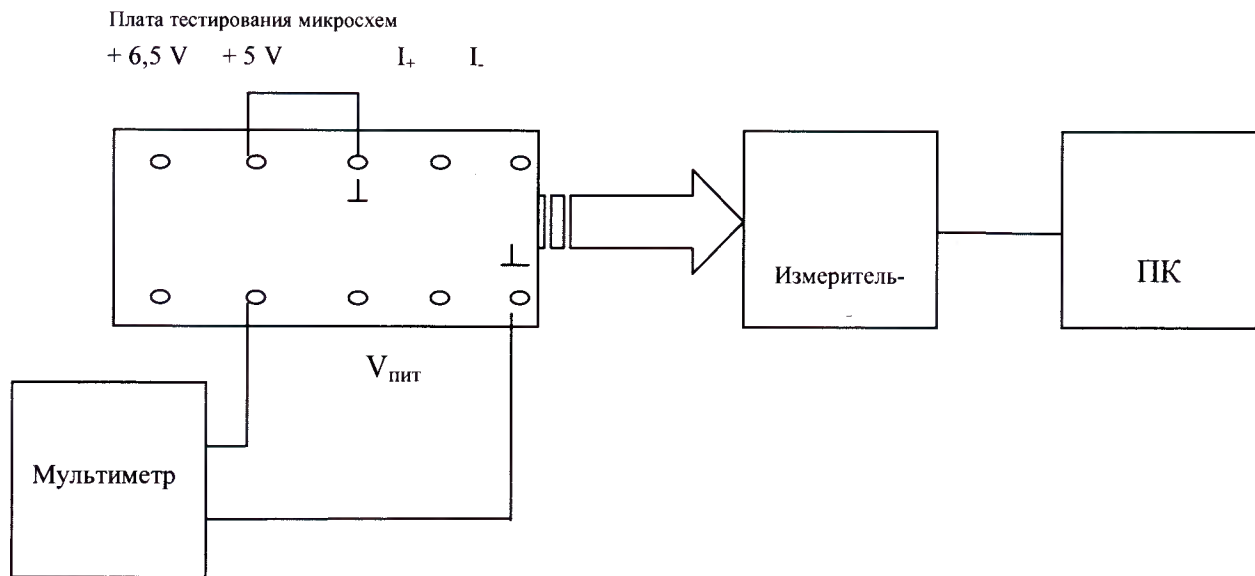 Плата тестирования микросхем
+ 6,5 V + 5 V I₊ I₋
Измеритель-
ПК
Vпит
Мультиметр